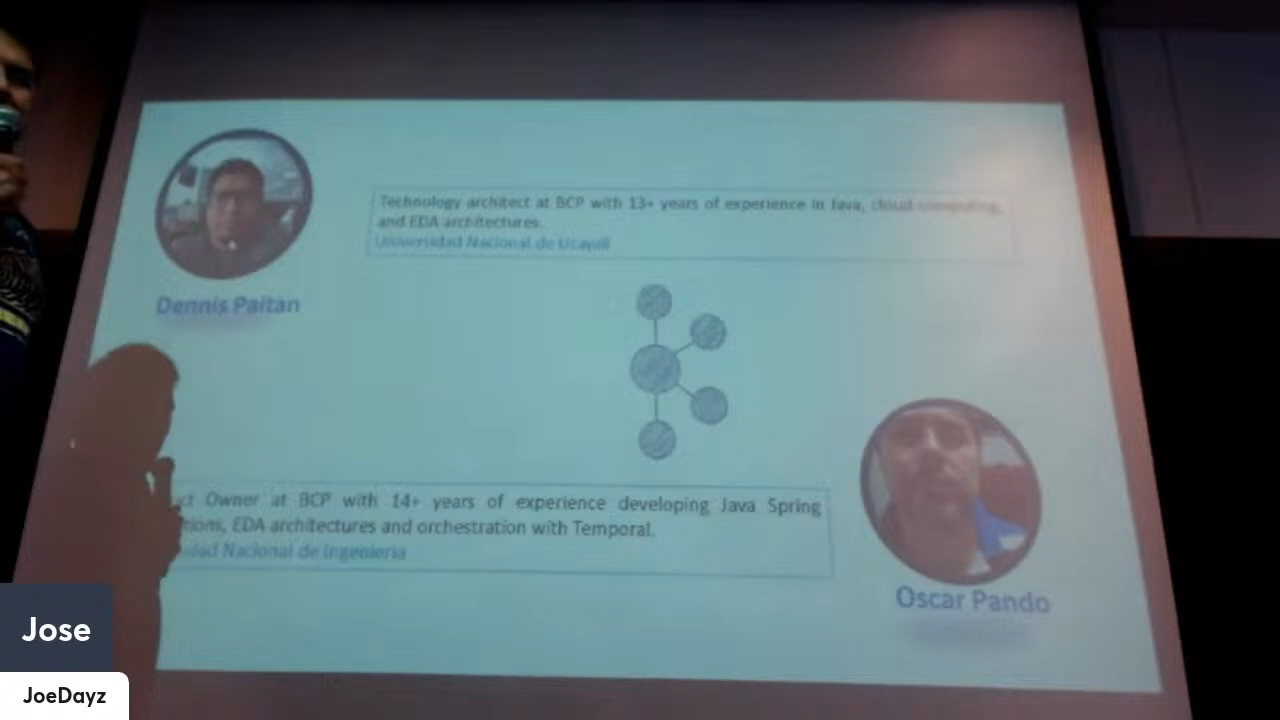 Technology architect at BCP with 13+ years of experience in Java, cloud computing,
and EDA architectures.
Universidad Nacional de Ucayali
Dennis Paitan
ct Owner at BCP with 14+ years of experience developing Java Spring
tions, EDA architectures and orchestration with Temporal.
idad Nacional de Ingeniería
Oscar Pando
Jose
JoeDayz